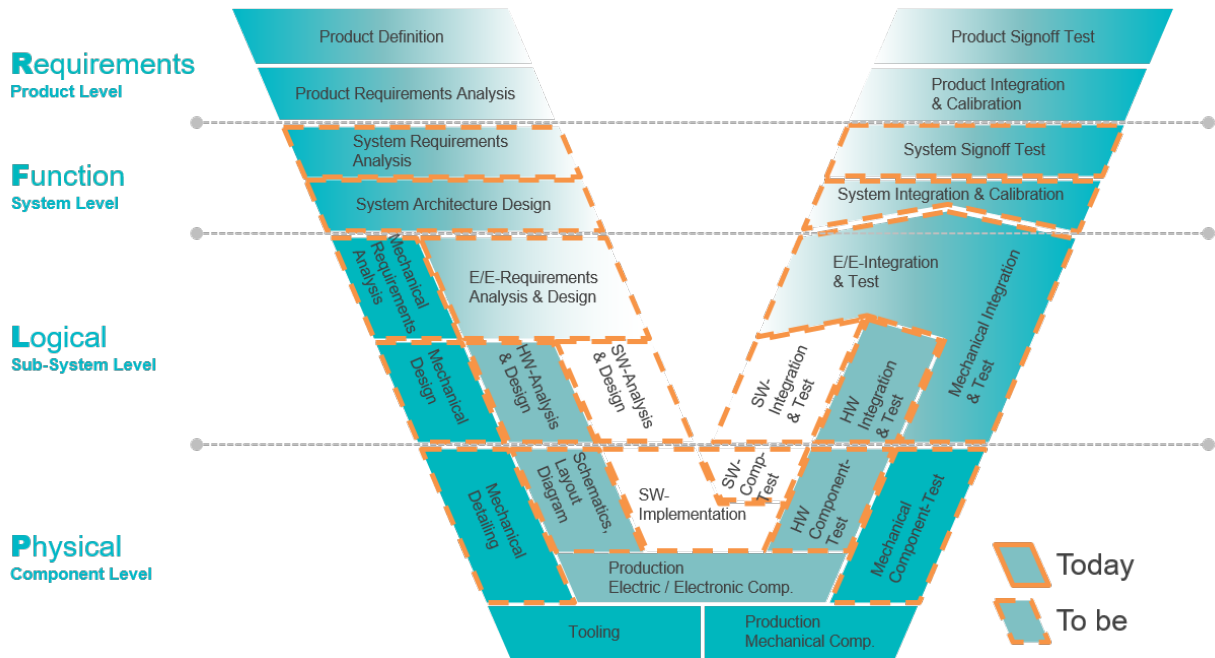 Requirements
Product Level
Function
System Level
Logical
Sub-System Level
Physical
Component Level
Product Definition
Product Requirements Analysis
System Requirements
Analysis
System Architecture Design
Mechanical
Requirements
Analysis
E/E-Requirements
Analysis & Design
Mechanical
Design
HW-Analysis
& Design
SW-Analysis
& Design
Mechanical
Detailing
Schematics,
Layout
Diagram
SW-
Implementation
Production
Electric / Electronic Comp.
Tooling
Production
Mechanical Comp.
SW-
Comp-
Test
HW
Component-
Test
Mechanical
Component-Test
SW-
Integration
& Test
HW
Integration
& Test
Mechanical Integration
& Test
E/E-Integration
& Test
System Integration & Calibration
System Signoff Test
Product Integration
& Calibration
Product Signoff Test
Today
To be